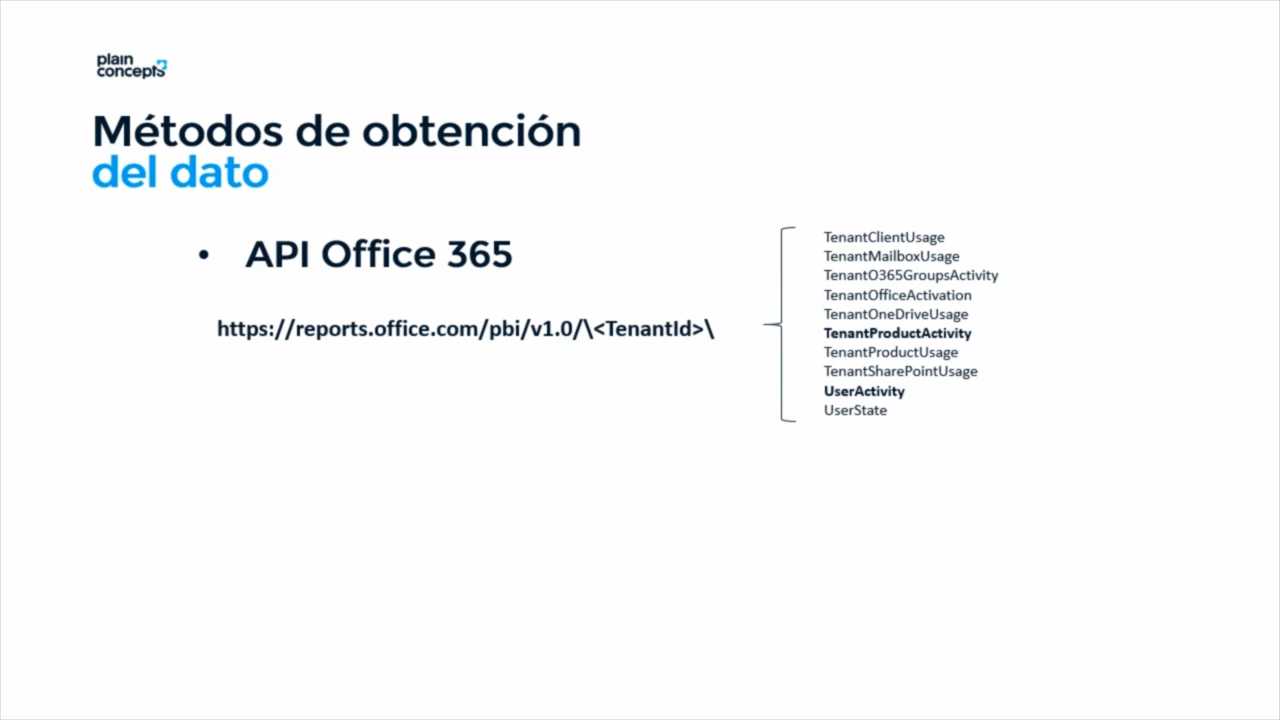 plain
concepts
Métodos de obtención
del dato
• API Office 365
https://reports.office.com/pbi/v1.0/\<TenantId>\
TenantClientUsage
TenantMailboxUsage
TenantO365GroupsActivity
TenantOfficeActivation
TenantOneDriveUsage
TenantProductActivity
TenantProductUsage
TenantSharePointUsage
UserActivity
UserState